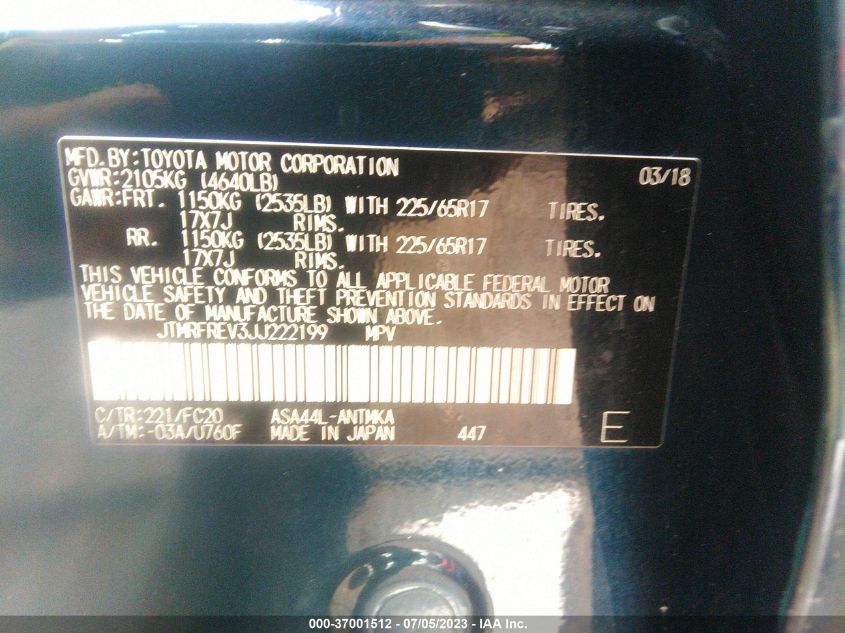 MFD.BY:TOYOTA MOTOR CORPORATION 03/18
GVWR:2105KG (4640LB)
GAWR:FRT. 1150KG (2535LB) WITH 225/65R17 TIRES.
17X7J RIMS.
RR. 1150KG (2535LB) WITH 225/65R17 TIRES.
17X7J RIMS.
THIS VEHICLE CONFORMS TO ALL APPLICABLE FEDERAL MOTOR
VEHICLE SAFETY AND THEFT PREVENTION STANDARDS IN EFFECT ON
THE DATE OF MANUFACTURE SHOWN ABOVE.
JTMRFREV3JJ222199 MPV
C/TR:221/FC20 ASA44L-ANTMKA
A/TM:-03A/U760F MADE IN JAPAN 447 E
000-37001512 - 07/05/2023 - IAA Inc.